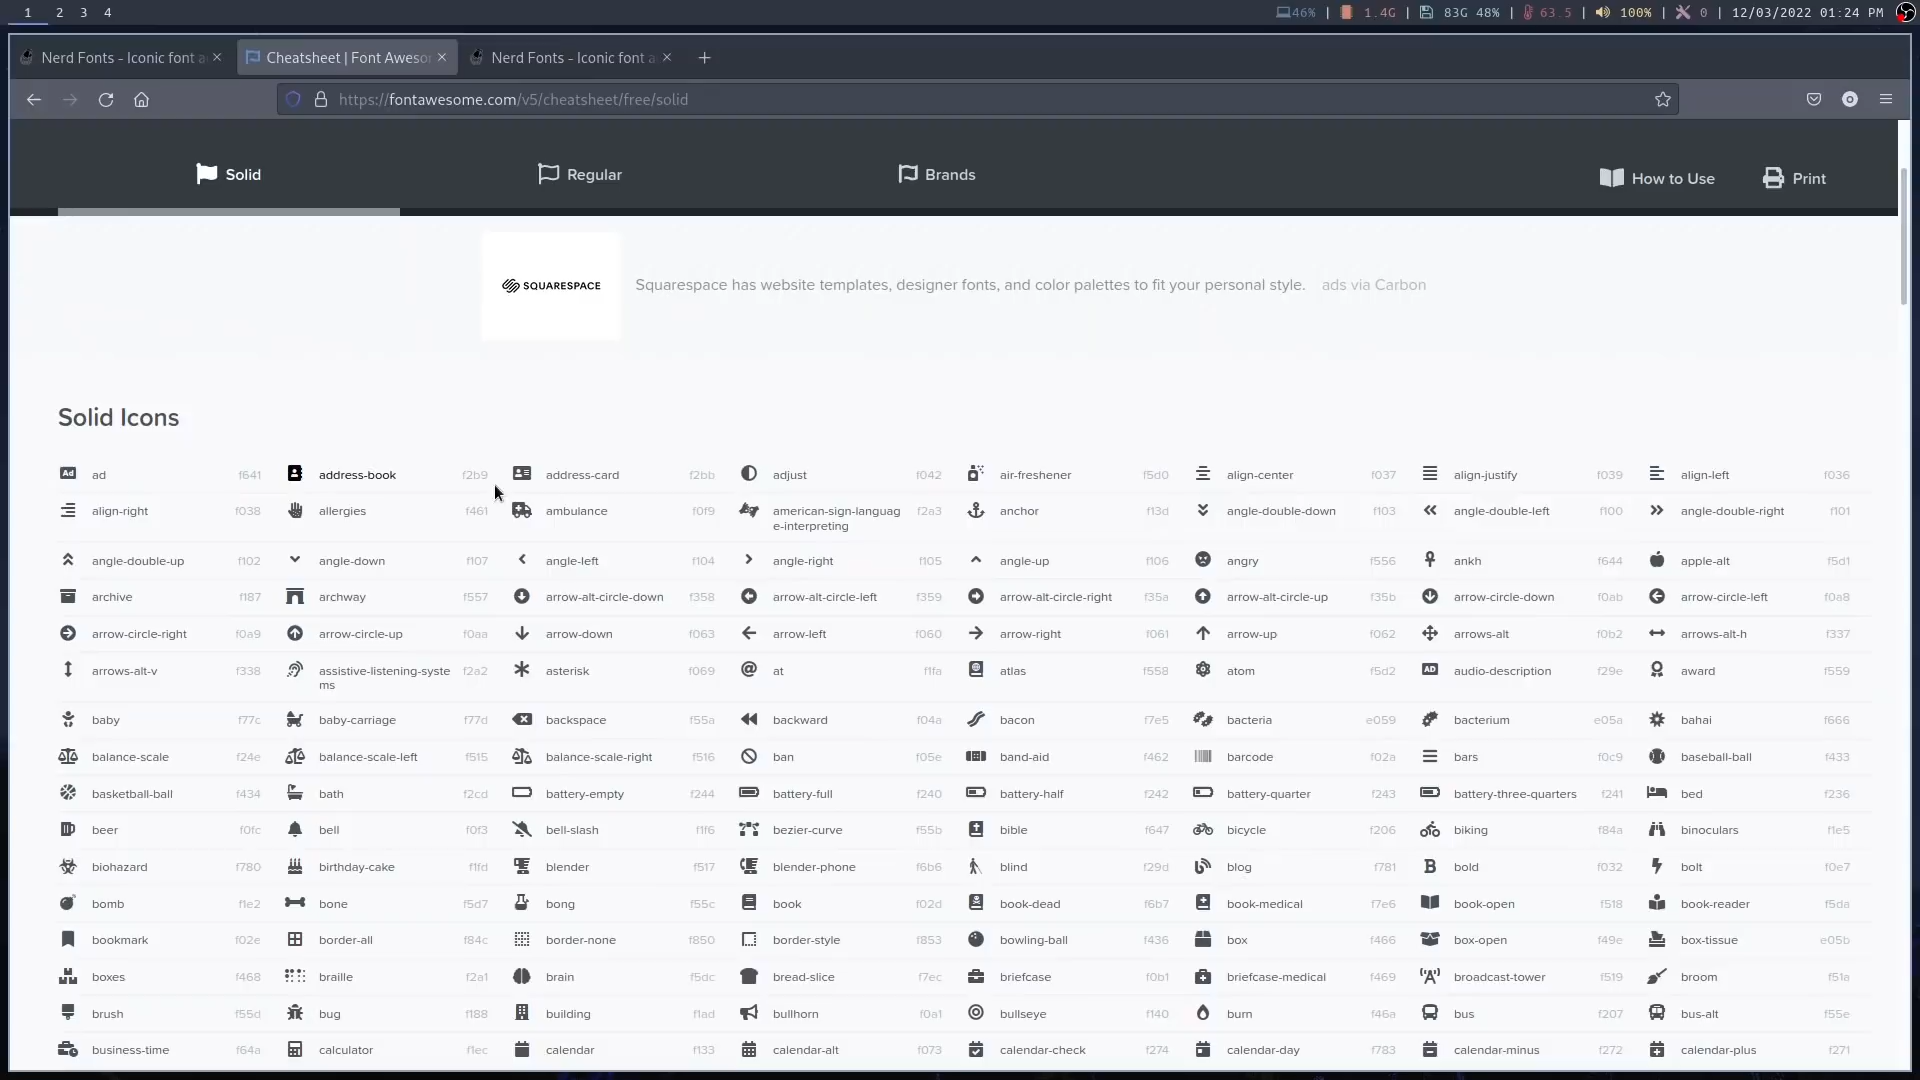 1 2 3 4 46% | 1.4G | 83G 48% | 63.5 | 100% | 0 | 12/03/2022 01:24 PM
Nerd Fonts - Iconic font a Cheatsheet | Font Aweso Nerd Fonts - Iconic font a
https://fontawesome.com/v5/cheatsheet/free/solid
Solid Regular Brands How to Use Print
SQUARESPACE Squarespace has website templates, designer fonts, and color palettes to fit your personal style. ads via Carbon
Solid Icons
ad f641 address-book f2b9 address-card f2bb adjust f042 air-freshener f5d0 align-center f037 align-justify f039 align-left f036
align-right f038 allergies f461 ambulance f0f9 american-sign-languag f2a3 anchor f13d angle-double-down f103 angle-double-left f100 angle-double-right f101
e-interpreting
angle-double-up f102 angle-down f107 angle-left f104 angle-right f105 angle-up f106 angry f556 ankh f644 apple-alt f5d1
archive f187 archway f557 arrow-alt-circle-down f358 arrow-alt-circle-left f359 arrow-alt-circle-right f35a arrow-alt-circle-up f35b arrow-circle-down f0ab arrow-circle-left f0a8
arrow-circle-right f0a9 arrow-circle-up f0aa arrow-down f063 arrow-left f060 arrow-right f061 arrow-up f062 arrows-alt f0b2 arrows-alt-h f337
arrows-alt-v f338 assistive-listening-syste f2a2 asterisk f069 at f1fa atlas f558 atom f5d2 audio-description f29e award f559
ms
baby f77c baby-carriage f77d backspace f55a backward f04a bacon f7e5 bacteria e059 bacterium e05a bahai f666
balance-scale f24e balance-scale-left f515 balance-scale-right f516 ban f05e band-aid f462 barcode f02a bars f0c9 baseball-ball f433
basketball-ball f434 bath f2cd battery-empty f244 battery-full f240 battery-half f242 battery-quarter f243 battery-three-quarters f241 bed f236
beer f0fc bell f0f3 bell-slash f1f6 bezier-curve f55b bible f647 bicycle f206 biking f84a binoculars f1e5
biohazard f780 birthday-cake f1fd blender f517 blender-phone f6b6 blind f29d blog f781 bold f032 bolt f0e7
bomb f1e2 bone f5d7 bong f55c book f02d book-dead f6b7 book-medical f7e6 book-open f518 book-reader f5da
bookmark f02e border-all f84c border-none f850 border-style f853 bowling-ball f436 box f466 box-open f49e box-tissue e05b
boxes f468 braille f2a1 brain f5dc bread-slice f7ec briefcase f0b1 briefcase-medical f469 broadcast-tower f519 broom f51a
brush f55d bug f188 building f1ad bullhorn f0a1 bullseye f140 burn f46a bus f207 bus-alt f55e
business-time f64a calculator f1ec calendar f133 calendar-alt f073 calendar-check f274 calendar-day f783 calendar-minus f272 calendar-plus f271